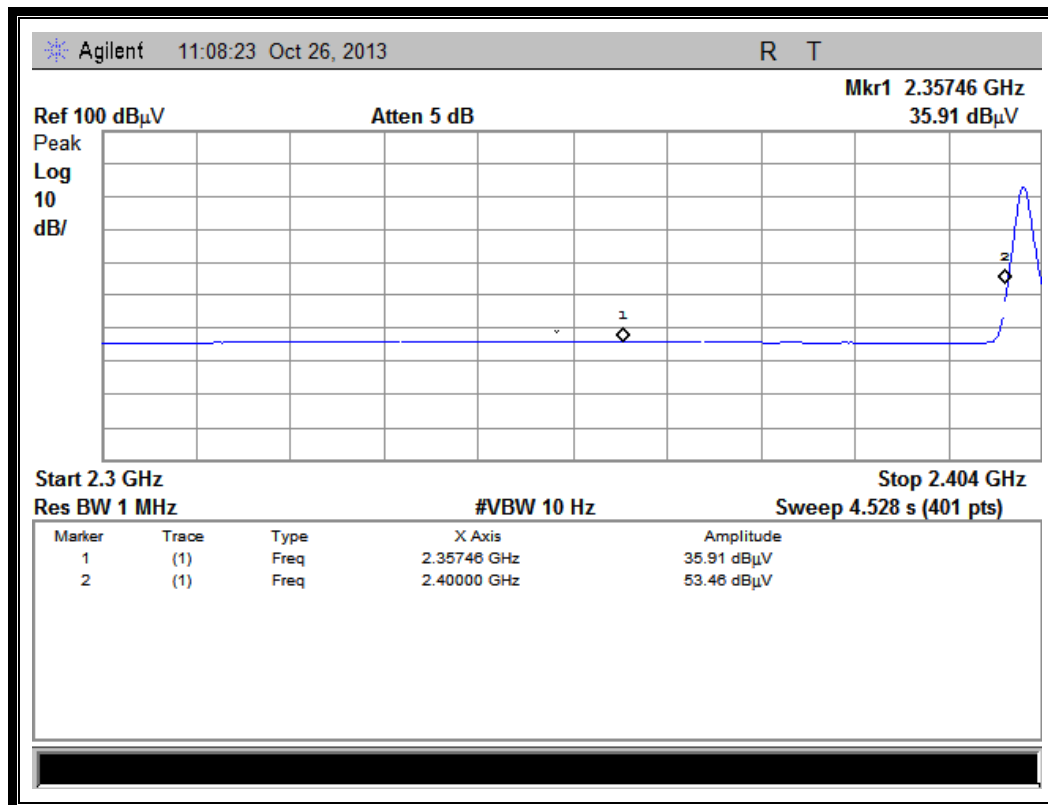 Agilent 11:08:23 Oct 26, 2013 R T
Mkr1 2.35746 GHz
Ref 100 dBµV Atten 5 dB 35.91 dBµV
Peak
Log
10
dB/
1
2
Start 2.3 GHz Stop 2.404 GHz
Res BW 1 MHz #VBW 10 Hz Sweep 4.528 s (401 pts)
Marker Trace Type X Axis Amplitude
1 (1) Freq 2.35746 GHz 35.91 dBµV
2 (1) Freq 2.40000 GHz 53.46 dBµV